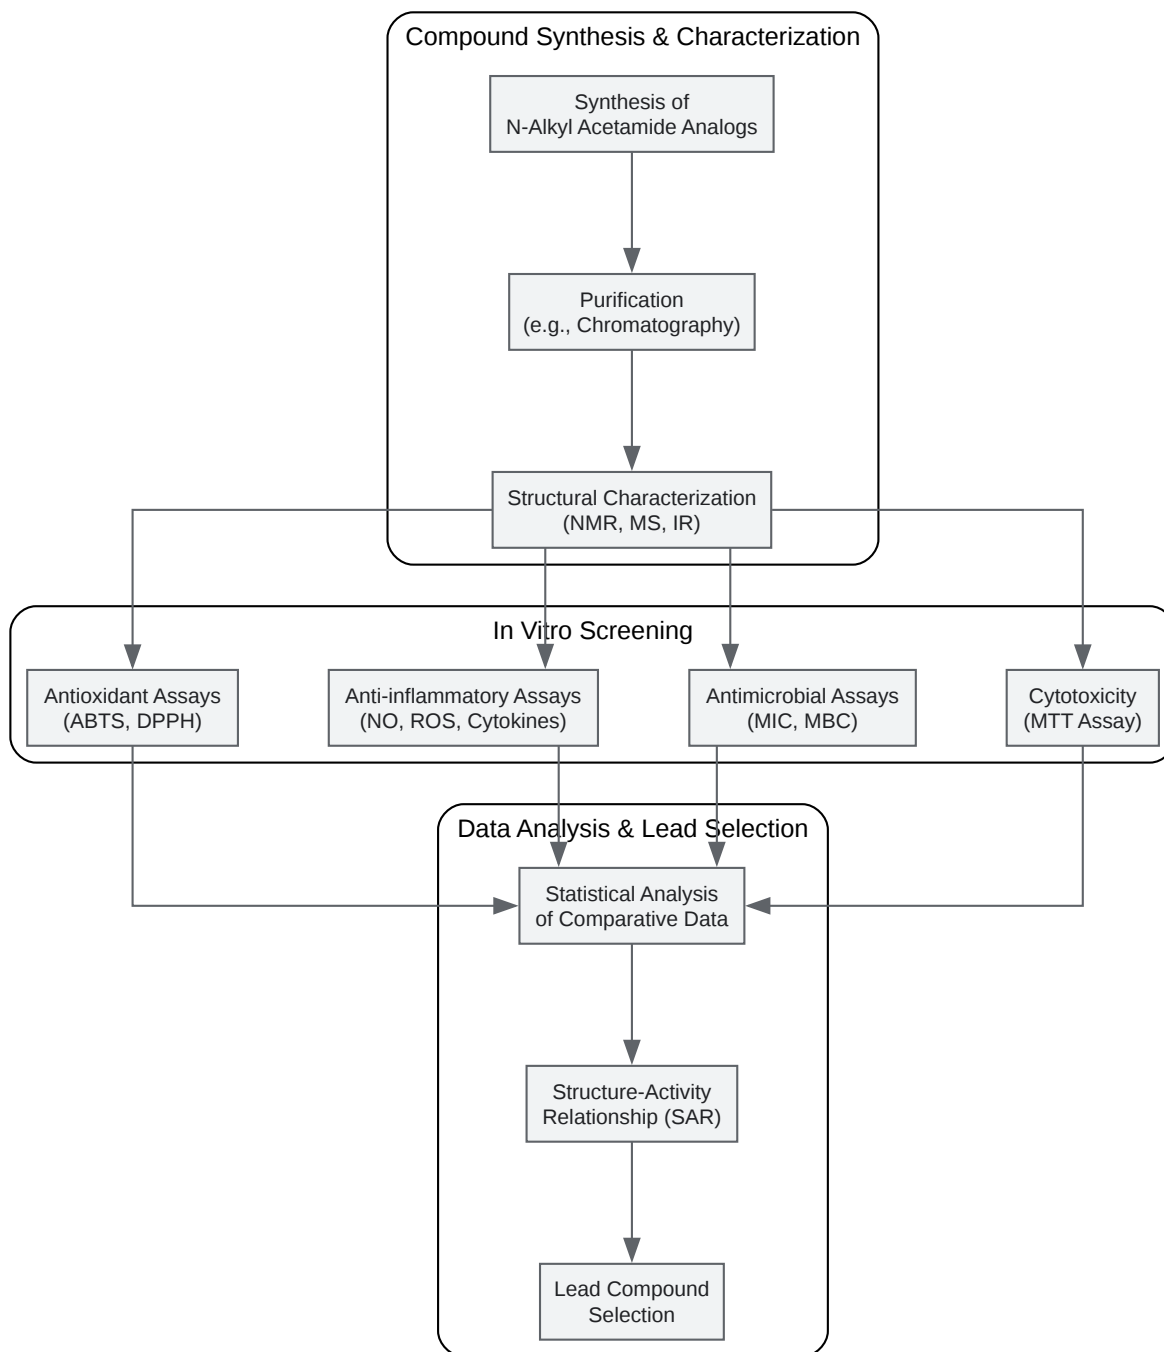 Compound Synthesis & Characterization
Synthesis of
N-Alkyl Acetamide Analogs
Purification
(e.g., Chromatography)
Structural Characterization
(NMR, MS, IR)
In Vitro Screening
Antioxidant Assays
(ABTS, DPPH)
Anti-inflammatory Assays
(NO, ROS, Cytokines)
Antimicrobial Assays
(MIC, MBC)
Cytotoxicity
(MTT Assay)
Data Analysis & Lead Selection
Statistical Analysis
of Comparative Data
Structure-Activity
Relationship (SAR)
Lead Compound
Selection